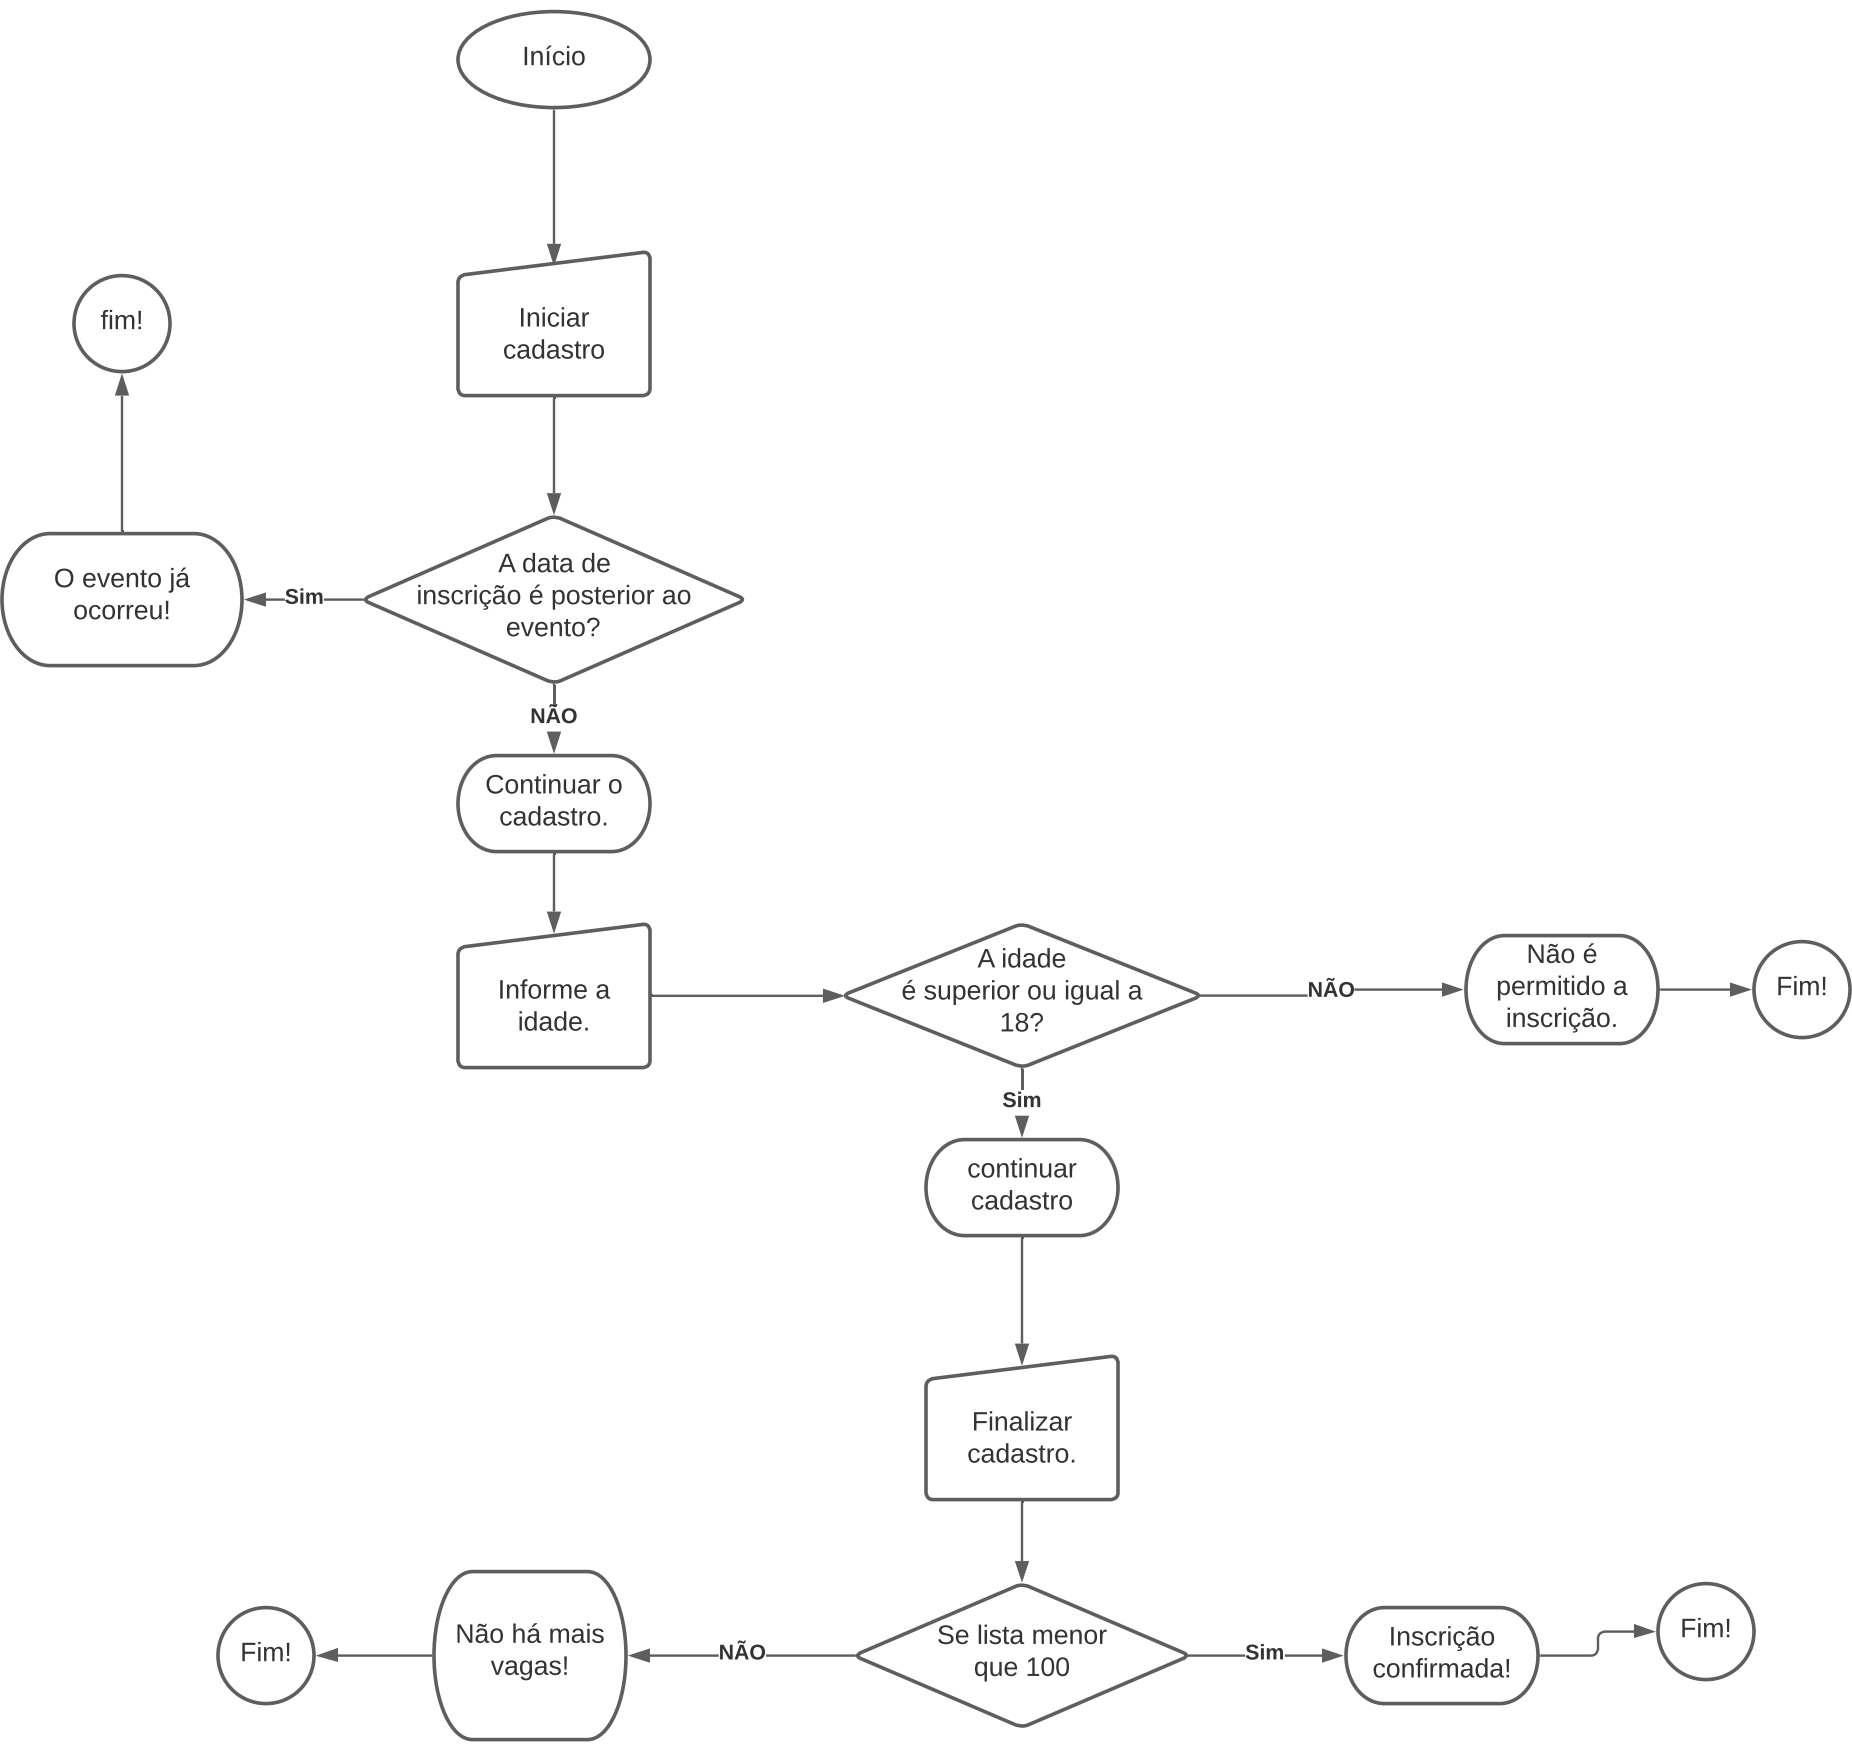 Início
Iniciar
cadastro
fim!
A data de
inscrição é posterior ao
evento?
Sim
O evento já
ocorreu!
NÃO
Continuar o
cadastro.
Informe a
idade.
A idade
é superior ou igual a
18?
NÃO
Não é
permitido a
inscrição.
Fim!
Sim
continuar
cadastro
Finalizar
cadastro.
Se lista menor
que 100
NÃO
Não há mais
vagas!
Fim!
Sim
Inscrição
confirmada!
Fim!